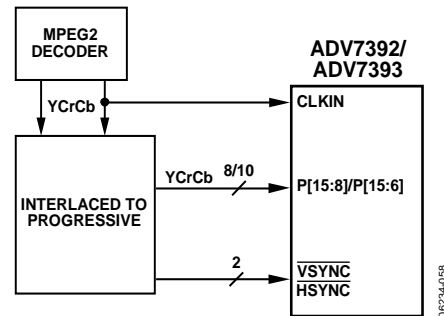 MPEG2
DECODER
YCrCb
INTERLACED TO
PROGRESSIVE
YCrCb
8/10
2
ADV7392/
ADV7393
CLKIN
P[15:8]/P[15:6]
VSYNC
HSYNC
06234-058